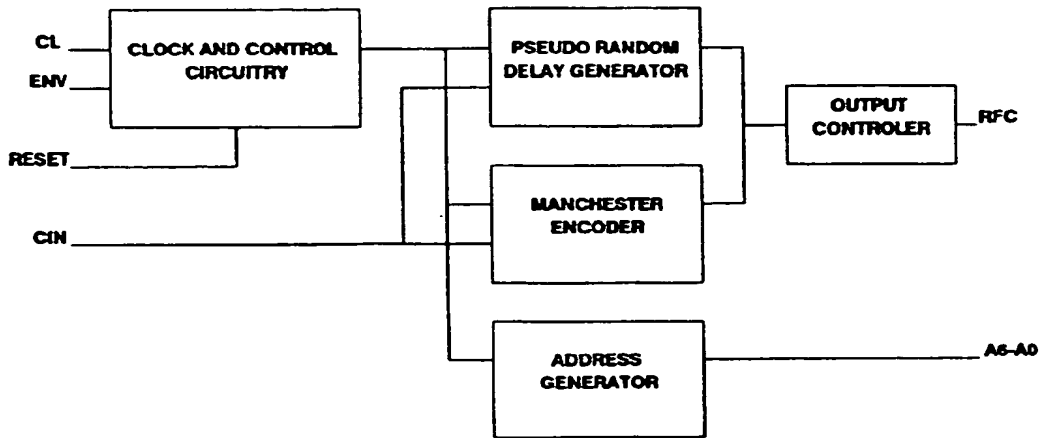 CL
ENV
RESET
CIN
CLOCK AND CONTROL
CIRCUITRY
PSEUDO RANDOM
DELAY GENERATOR
MANCHESTER
ENCODER
ADDRESS
GENERATOR
OUTPUT
CONTROLER
RFC
A6-A0